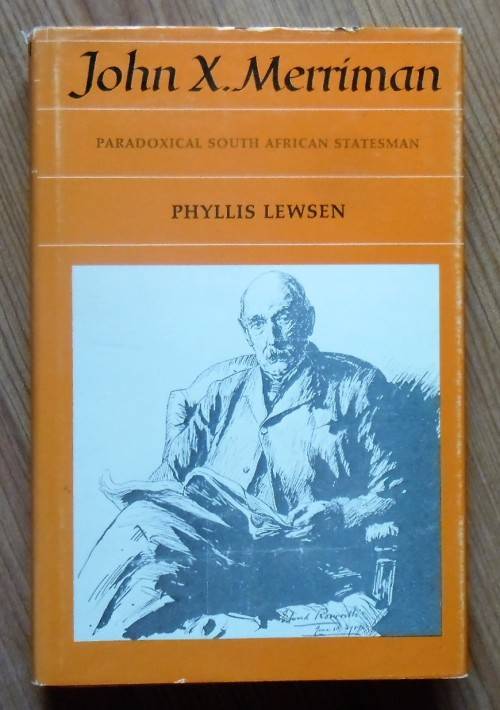 John X. Merriman
PARADOXICAL SOUTH AFRICAN STATESMAN
PHYLLIS LEWSEN